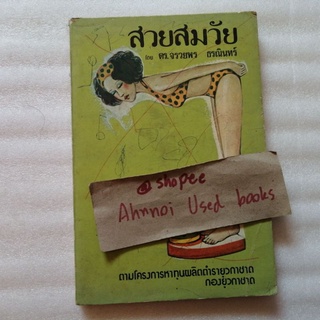 สวยสมวัย
โดย ดร.จรวยพร ธรณินทร์
@shopee
Ahnnoi Used books
ตามโครงการหาทุนผลิตตำรายุวกาชาด
กองยุวกาชาด